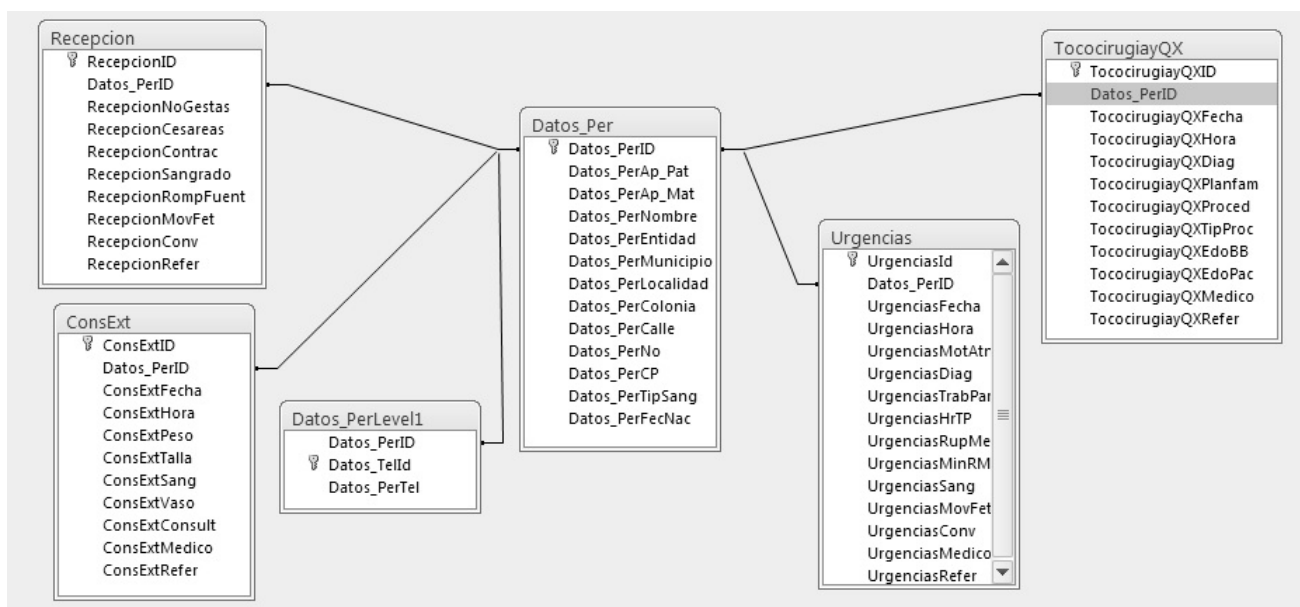 Recepcion
RecepcionID
Datos_PerID
RecepcionNoGestas
RecepcionCesareas
RecepcionContrac
RecepcionSangrado
RecepcionRompFuent
RecepcionMovFet
RecepcionConv
RecepcionRefer
ConsExt
ConsExtID
Datos_PerID
ConsExtFecha
ConsExtHora
ConsExtPeso
ConsExtTalla
ConsExtSang
ConsExtVaso
ConsExtConsult
ConsExtMedico
ConsExtRefer
Datos_PerLevel1
Datos_PerID
Datos_TelId
Datos_PerTel
Datos_Per
Datos_PerID
Datos_PerAp_Pat
Datos_PerAp_Mat
Datos_PerNombre
Datos_PerEntidad
Datos_PerMunicipio
Datos_PerLocalidad
Datos_PerColonia
Datos_PerCalle
Datos_PerNo
Datos_PerCP
Datos_PerTipSang
Datos_PerFecNac
Urgencias
UrgenciasId
Datos_PerID
UrgenciasFecha
UrgenciasHora
UrgenciasMotAtr
UrgenciasDiag
UrgenciasTrabPar
UrgenciasHrTP
UrgenciasRupMe
UrgenciasMinRM
UrgenciasSang
UrgenciasMovFet
UrgenciasConv
UrgenciasMedico
UrgenciasRefer
TococirugiayQX
TococirugiayQXID
Datos_PerID
TococirugiayQXFecha
TococirugiayQXHora
TococirugiayQXDiag
TococirugiayQXPlanfam
TococirugiayQXProced
TococirugiayQXTipProc
TococirugiayQXEdoBB
TococirugiayQXEdoPac
TococirugiayQXMedico
TococirugiayQXRefer